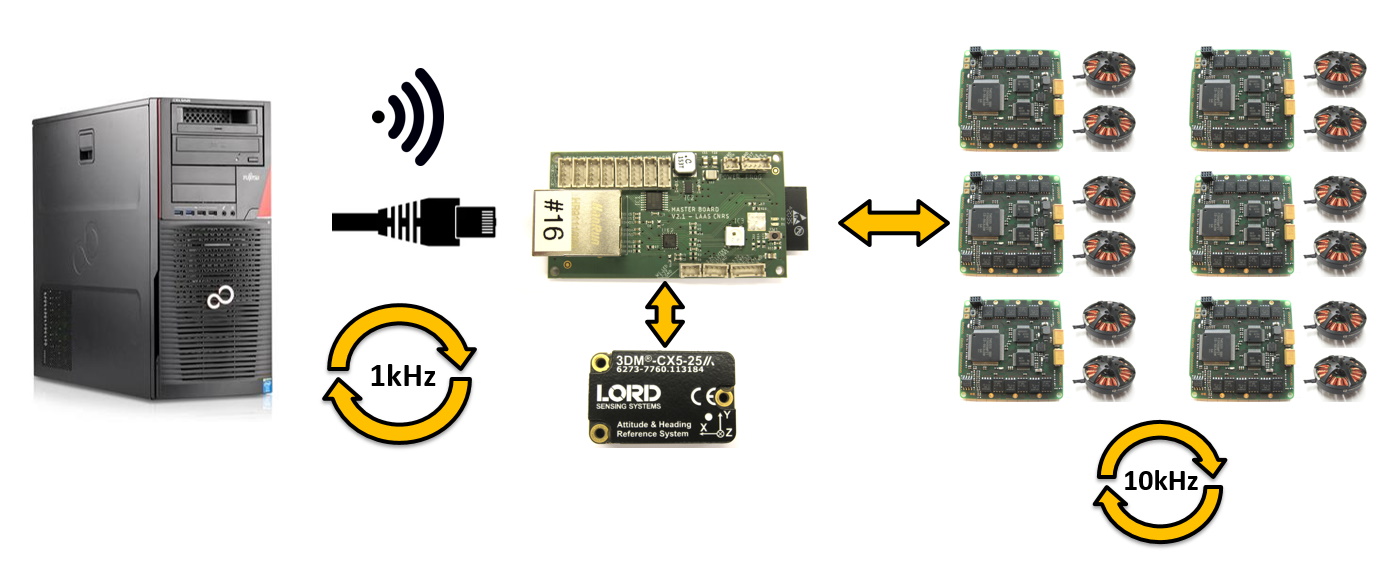 FUJITSU
#16
MASTER BOARD
V2.1 - LAAS CNRS
1kHz
3DM®-CX5-25
6273-7760.113184
LORD
SENSING SYSTEMS
CE
Attitude & Heading
Reference System
X
Y
Z
10kHz